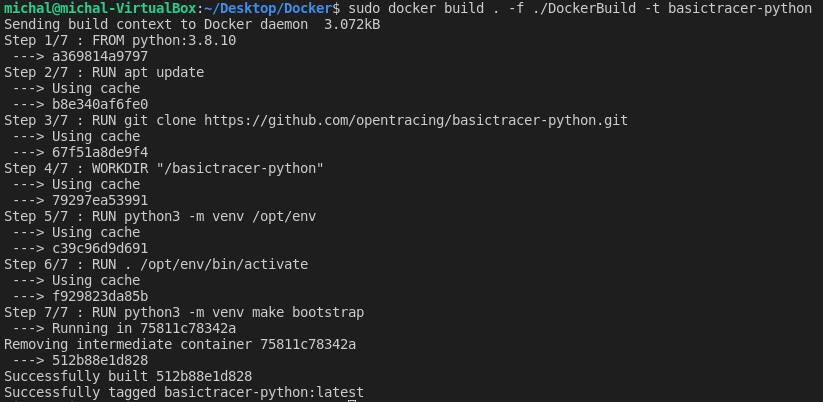 michal@michal-VirtualBox:~/Desktop/Docker$ sudo docker build . -f ./DockerBuild -t basictracer-python
Sending build context to Docker daemon  3.072kB
Step 1/7 : FROM python:3.8.10
 ---> a369814a9797
Step 2/7 : RUN apt update
 ---> Using cache
 ---> b8e340af6fe0
Step 3/7 : RUN git clone https://github.com/opentracing/basictracer-python.git
 ---> Using cache
 ---> 67f51a8de9f4
Step 4/7 : WORKDIR "/basictracer-python"
 ---> Using cache
 ---> 79297ea53991
Step 5/7 : RUN python3 -m venv /opt/env
 ---> Using cache
 ---> c39c96d9d691
Step 6/7 : RUN . /opt/env/bin/activate
 ---> Using cache
 ---> f929823da85b
Step 7/7 : RUN python3 -m venv make bootstrap
 ---> Running in 75811c78342a
Removing intermediate container 75811c78342a
 ---> 512b88e1d828
Successfully built 512b88e1d828
Successfully tagged basictracer-python:latest